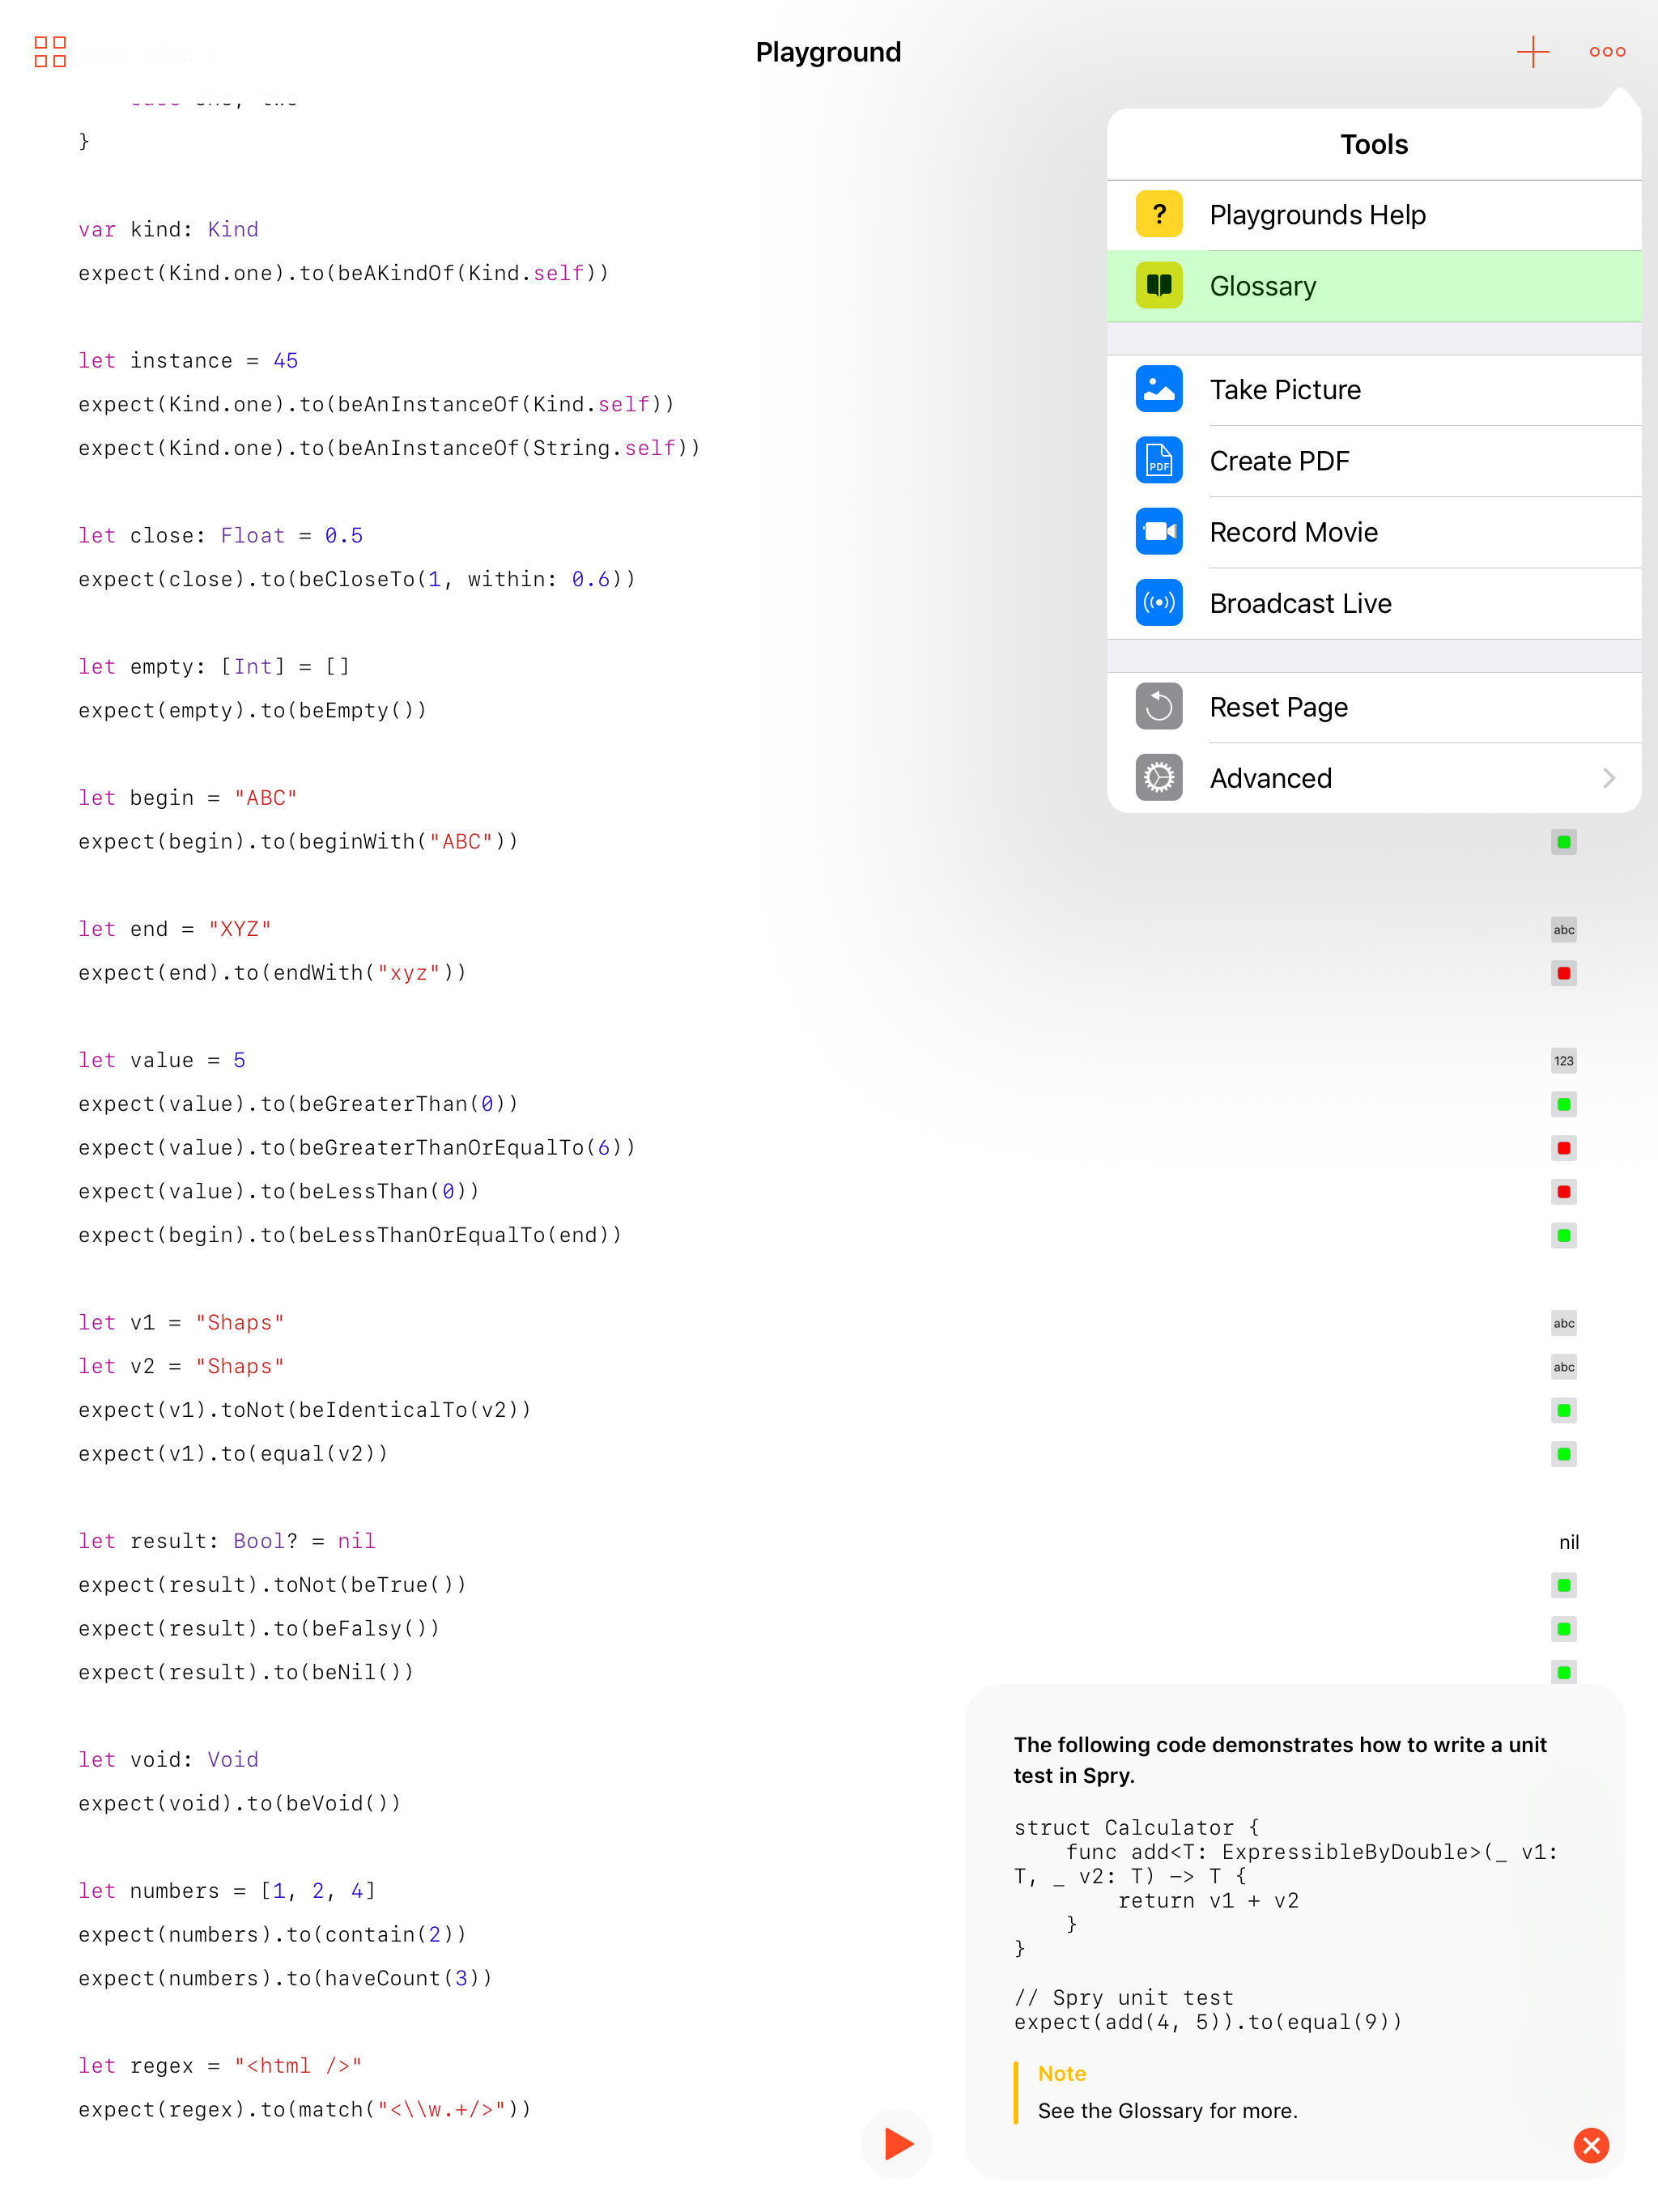 Playground
}
var kind: Kind
expect(Kind.one).to(beAKindOf(Kind.self))
let instance = 45
expect(Kind.one).to(beAnInstanceOf(Kind.self))
expect(Kind.one).to(beAnInstanceOf(String.self))
let close: Float = 0.5
expect(close).to(beCloseTo(1, within: 0.6))
let empty: [Int] = []
expect(empty).to(beEmpty())
let begin = "ABC"
expect(begin).to(beginWith("ABC"))
let end = "XYZ"
abc
expect(end).to(endWith("xyz"))
let value = 5
123
expect(value).to(beGreaterThan(0))
expect(value).to(beGreaterThanOrEqualTo(6))
expect(value).to(beLessThan(0))
expect(begin).to(beLessThanOrEqualTo(end))
let v1 = "Shaps"
abc
let v2 = "Shaps"
abc
expect(v1).toNot(beIdenticalTo(v2))
expect(v1).to(equal(v2))
let result: Bool? = nil
nil
expect(result).toNot(beTrue())
expect(result).to(beFalsy())
expect(result).to(beNil())
let void: Void
expect(void).to(beVoid())
let numbers = [1, 2, 4]
expect(numbers).to(contain(2))
expect(numbers).to(haveCount(3))
let regex = "<html />"
expect(regex).to(match("<\\w.+/>"))
Tools
? Playgrounds Help
Glossary
Take Picture
PDF Create PDF
Record Movie
Broadcast Live
Reset Page
Advanced
The following code demonstrates how to write a unit
test in Spry.
struct Calculator {
func add<T: ExpressibleByDouble>(_ v1:
T, _ v2: T) -> T {
return v1 + v2
}
}
// Spry unit test
expect(add(4, 5)).to(equal(9))
Note
See the Glossary for more.